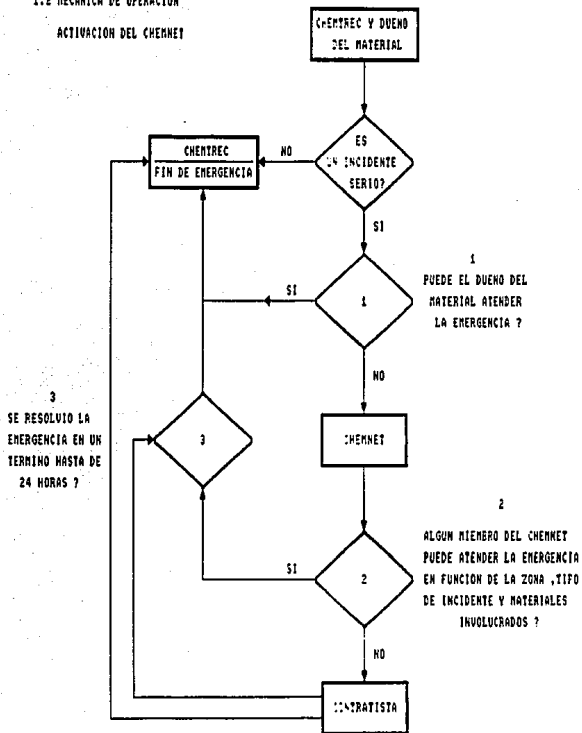 1.2 MECANICA DE OPERACION
ACTIVACION DEL CHEMNET
CHEMTREC Y DUENO
DEL MATERIAL
ES
UN INCIDENTE
SERIO?
NO
CHEMTREC
FIN DE EMERGENCIA
SI
1
PUEDE EL DUENO DEL
MATERIAL ATENDER
LA EMERGENCIA ?
SI
1
NO
3
SE RESOLVIO LA
EMERGENCIA EN UN
TERMINO HASTA DE
24 HORAS ?
3
CHEMNET
2
ALGUN MIEMBRO DEL CHEMNET
PUEDE ATENDER LA EMERGENCIA
EN FUNCION DE LA ZONA ,TIPO
DE INCIDENTE Y MATERIALES
INVOLUCRADOS ?
SI
2
NO
CONTRATISTA